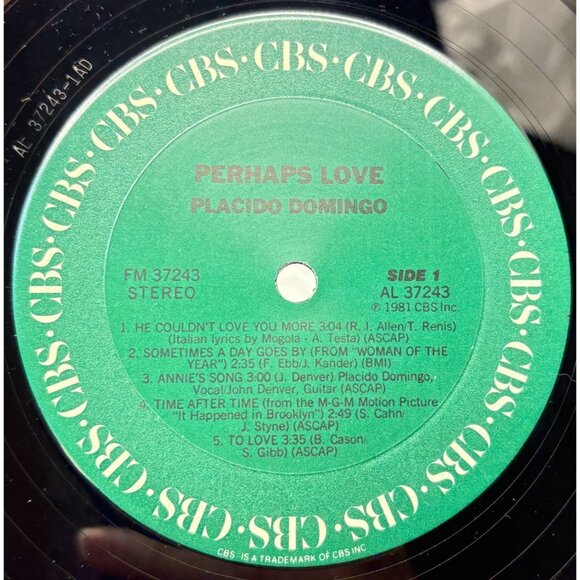 CBS·CBS·CBS·CBS·CBS·CBS·CBS·CBS·CBS·CBS·CBS·CBS·CBS·CBS·CBS·CBS·CBS·
AL 37243-1AD
PERHAPS LOVE
PLACIDO DOMINGO
FM 37243
STEREO
SIDE 1
AL 37243
℗ 1981 CBS Inc.
1. HE COULDN'T LOVE YOU MORE 3:04 (R. I. Allen/T. Renis)
(Italian lyrics by Mogola - A. Testa) (ASCAP)
2. SOMETIMES A DAY GOES BY (FROM "WOMAN OF THE
YEAR") 2:35 (F. Ebb/J. Kander) (BMI)
3. ANNIE'S SONG 3:00 (J. Denver) Placido Domingo,
Vocal/John Denver, Guitar (ASCAP)
4. TIME AFTER TIME (from the M-G-M Motion Picture
"It Happened in Brooklyn") 2:49 (S. Cahn/
J. Styne) (ASCAP)
5. TO LOVE 3:35 (B. Cason/
S. Gibb) (ASCAP)
CBS IS A TRADEMARK OF CBS INC